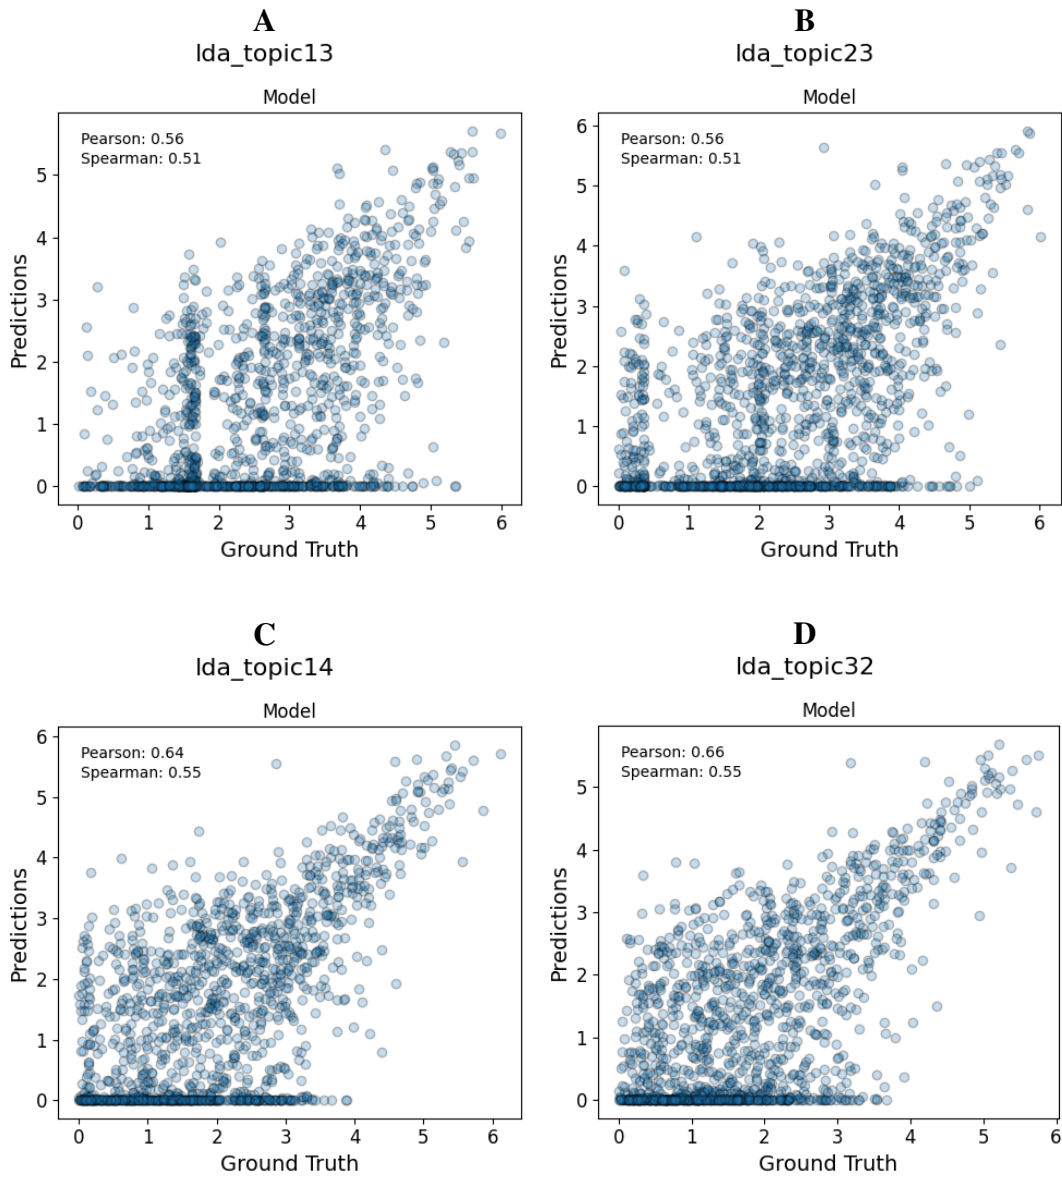 A
lda_topic13
Model
Pearson: 0.56
Spearman: 0.51
5
4
3
2
1
0
Predictions
0 1 2 3 4 5 6
Ground Truth
B
lda_topic23
Model
Pearson: 0.56
Spearman: 0.51
6
5
4
3
2
1
0
Predictions
0 1 2 3 4 5 6
Ground Truth
C
lda_topic14
Model
Pearson: 0.64
Spearman: 0.55
6
5
4
3
2
1
0
Predictions
0 1 2 3 4 5 6
Ground Truth
D
lda_topic32
Model
Pearson: 0.66
Spearman: 0.55
5
4
3
2
1
0
Predictions
0 1 2 3 4 5 6
Ground Truth